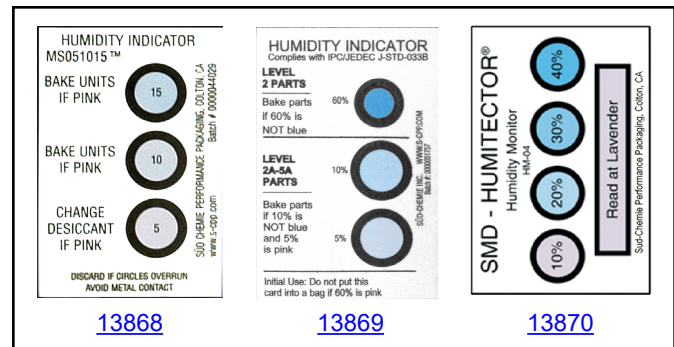 HUMIDITY INDICATOR
MS051015™
BAKE UNITS
IF PINK
15
BAKE UNITS
IF PINK
10
CHANGE
DESICCANT
IF PINK
5
SÜD CHEMIE PERFORMANCE PACKAGING, COLTON, CA
www.s-cpp.com
Batch# 0000044029
DISCARD IF CIRCLES OVERRUN
AVOID METAL CONTACT
13868
HUMIDITY INDICATOR
Complies with IPC/JEDEC J-STD-033B
LEVEL
2 PARTS
Bake parts
if 60% is
NOT blue
60%
LEVEL
2A-5A
PARTS
Bake parts
if 10% is
NOT blue
and 5%
is pink
10%
5%
SÜD-CHEMIE INC. WWW.S-CPP.COM
Batch #: 0000051757
Initial Use: Do not put this
card into a bag if 60% is pink
13869
SMD - HUMITECTOR®
Humidity Monitor
HM-04
10%
20%
30%
40%
Read at Lavender
Sud-Chemie Performance Packaging, Colton, CA
13870